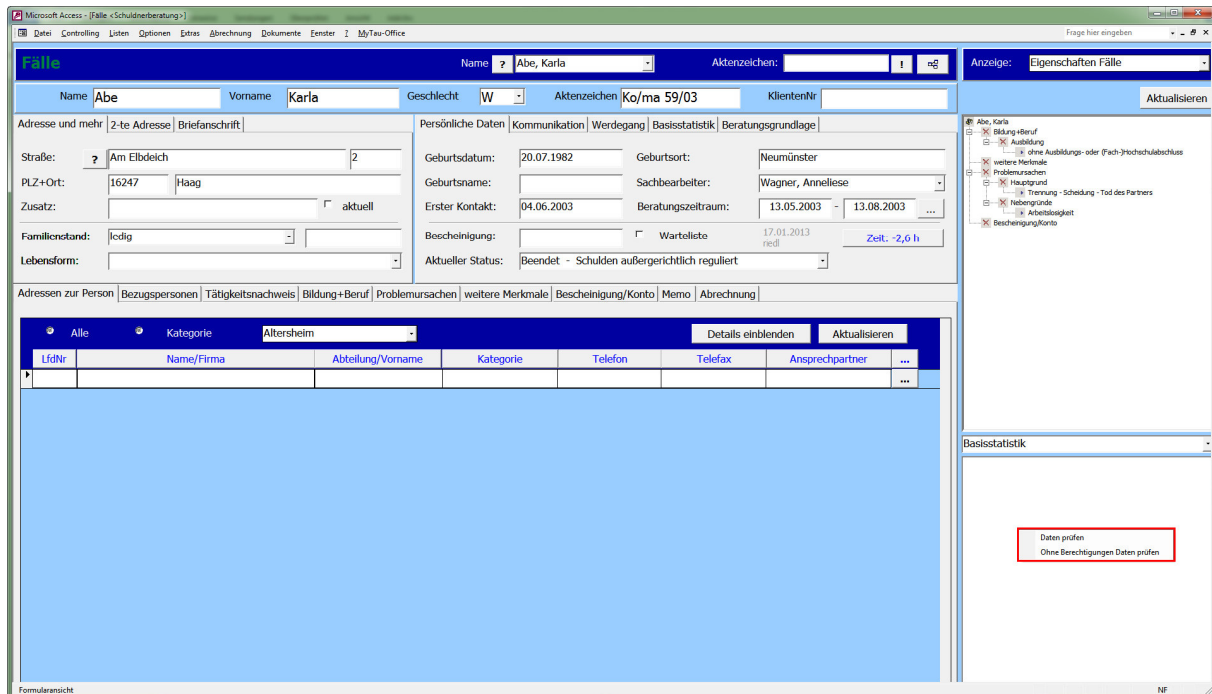 Microsoft Access - [Fälle <Schuldnerberatung>]
Datei Controlling Listen Optionen Extras Abrechnung Dokumente Fenster ? MyTau-Office Frage hier eingeben
Fälle Name ? Abe, Karla Aktenzeichen: ! Anzeige: Eigenschaften Fälle
Name Abe Vorname Karla Geschlecht W Aktenzeichen Ko/ma 59/03 KlientenNr Aktualisieren
Adresse und mehr 2-te Adresse Briefanschrift
Straße: ? Am Elbdeich 2
PLZ+Ort: 16247 Haag
Zusatz: aktuell
Familienstand: ledig
Lebensform:
Persönliche Daten Kommunikation Werdegang Basisstatistik Beratungsgrundlage
Geburtsdatum: 20.07.1982 Geburtsort: Neumünster
Geburtsname: Sachbearbeiter: Wagner, Anneliese
Erster Kontakt: 04.06.2003 Beratungszeitraum: 13.05.2003 - 13.08.2003 ...
Bescheinigung: Warteliste 17.01.2013 riedl Zeit: -2,6 h
Aktueller Status: Beendet - Schulden außergerichtlich reguliert
Adressen zur Person Bezugspersonen Tätigkeitsnachweis Bildung+Beruf Problemursachen weitere Merkmale Bescheinigung/Konto Memo Abrechnung
Alle Kategorie Altersheim Details einblenden Aktualisieren
LfdNr Name/Firma Abteilung/Vorname Kategorie Telefon Telefax Ansprechpartner ...
...
Abe, Karla
Bildung+Beruf
Ausbildung
ohne Ausbildungs- oder (Fach-)Hochschulabschluss
weitere Merkmale
Problemursachen
Hauptgrund
Trennung - Scheidung - Tod des Partners
Nebengründe
Arbeitslosigkeit
Bescheinigung/Konto
Basisstatistik
Daten prüfen
Ohne Berechtigungen Daten prüfen
Formularansicht NF